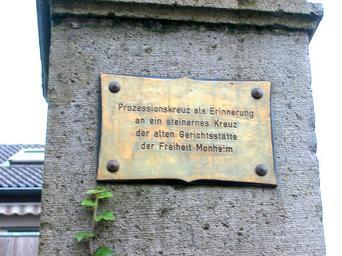 Prozessionskreuz als Erinnerung
an ein steinernes Kreuz
der alten Gerichtsstätte
der Freiheit Monheim